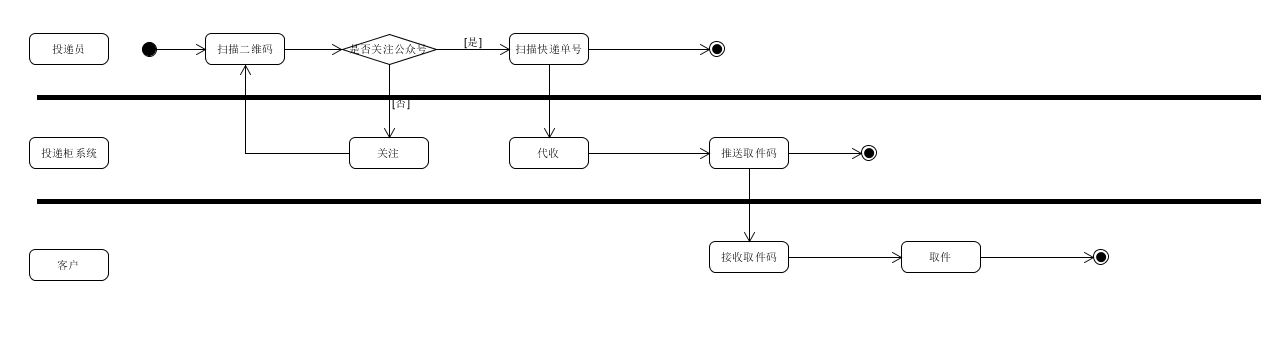 投递员
扫描二维码
是否关注公众号
[是]
扫描快递单号
[否]
投递柜系统
关注
代收
推送取件码
客户
接收取件码
取件